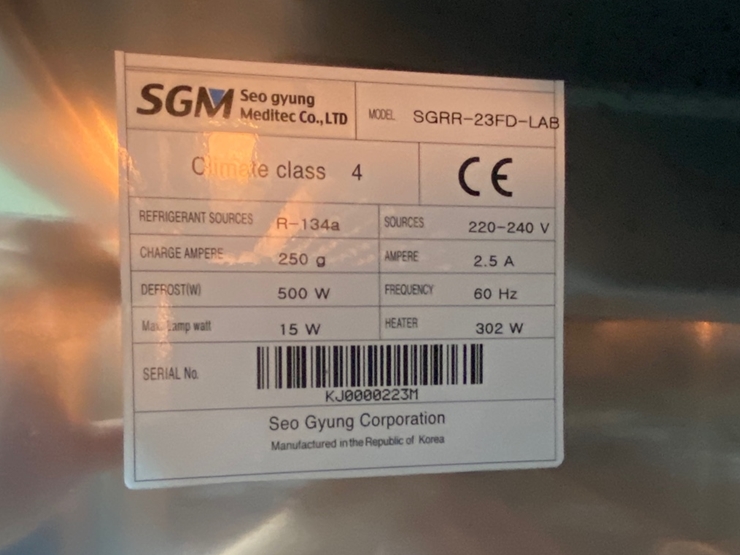 SGM Seo gyung Meditec Co.,LTD
MODEL SGRR-23FD-LAB
Climate class 4
CE
REFRIGERANT SOURCES R-134a SOURCES 220-240 V
CHARGE AMPERE 250 g AMPERE 2.5 A
DEFROST(W) 500 W FREQUENCY 60 Hz
Max. Lamp watt 15 W HEATER 302 W
SERIAL No.
KJ0000223M
Seo Gyung Corporation
Manufactured in the Republic of Korea